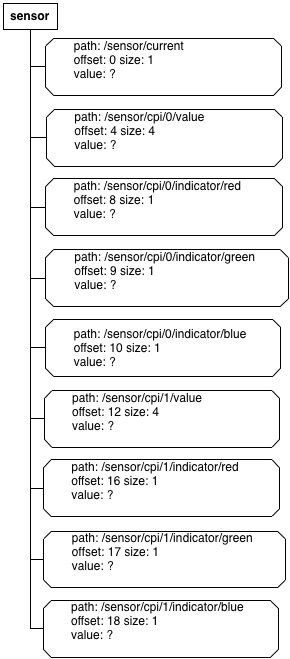 sensor
path: /sensor/current
offset: 0 size: 1
value: ?
path: /sensor/cpi/0/value
offset: 4 size: 4
value: ?
path: /sensor/cpi/0/indicator/red
offset: 8 size: 1
value: ?
path: /sensor/cpi/0/indicator/green
offset: 9 size: 1
value: ?
path: /sensor/cpi/0/indicator/blue
offset: 10 size: 1
value: ?
path: /sensor/cpi/1/value
offset: 12 size: 4
value: ?
path: /sensor/cpi/1/indicator/red
offset: 16 size: 1
value: ?
path: /sensor/cpi/1/indicator/green
offset: 17 size: 1
value: ?
path: /sensor/cpi/1/indicator/blue
offset: 18 size: 1
value: ?